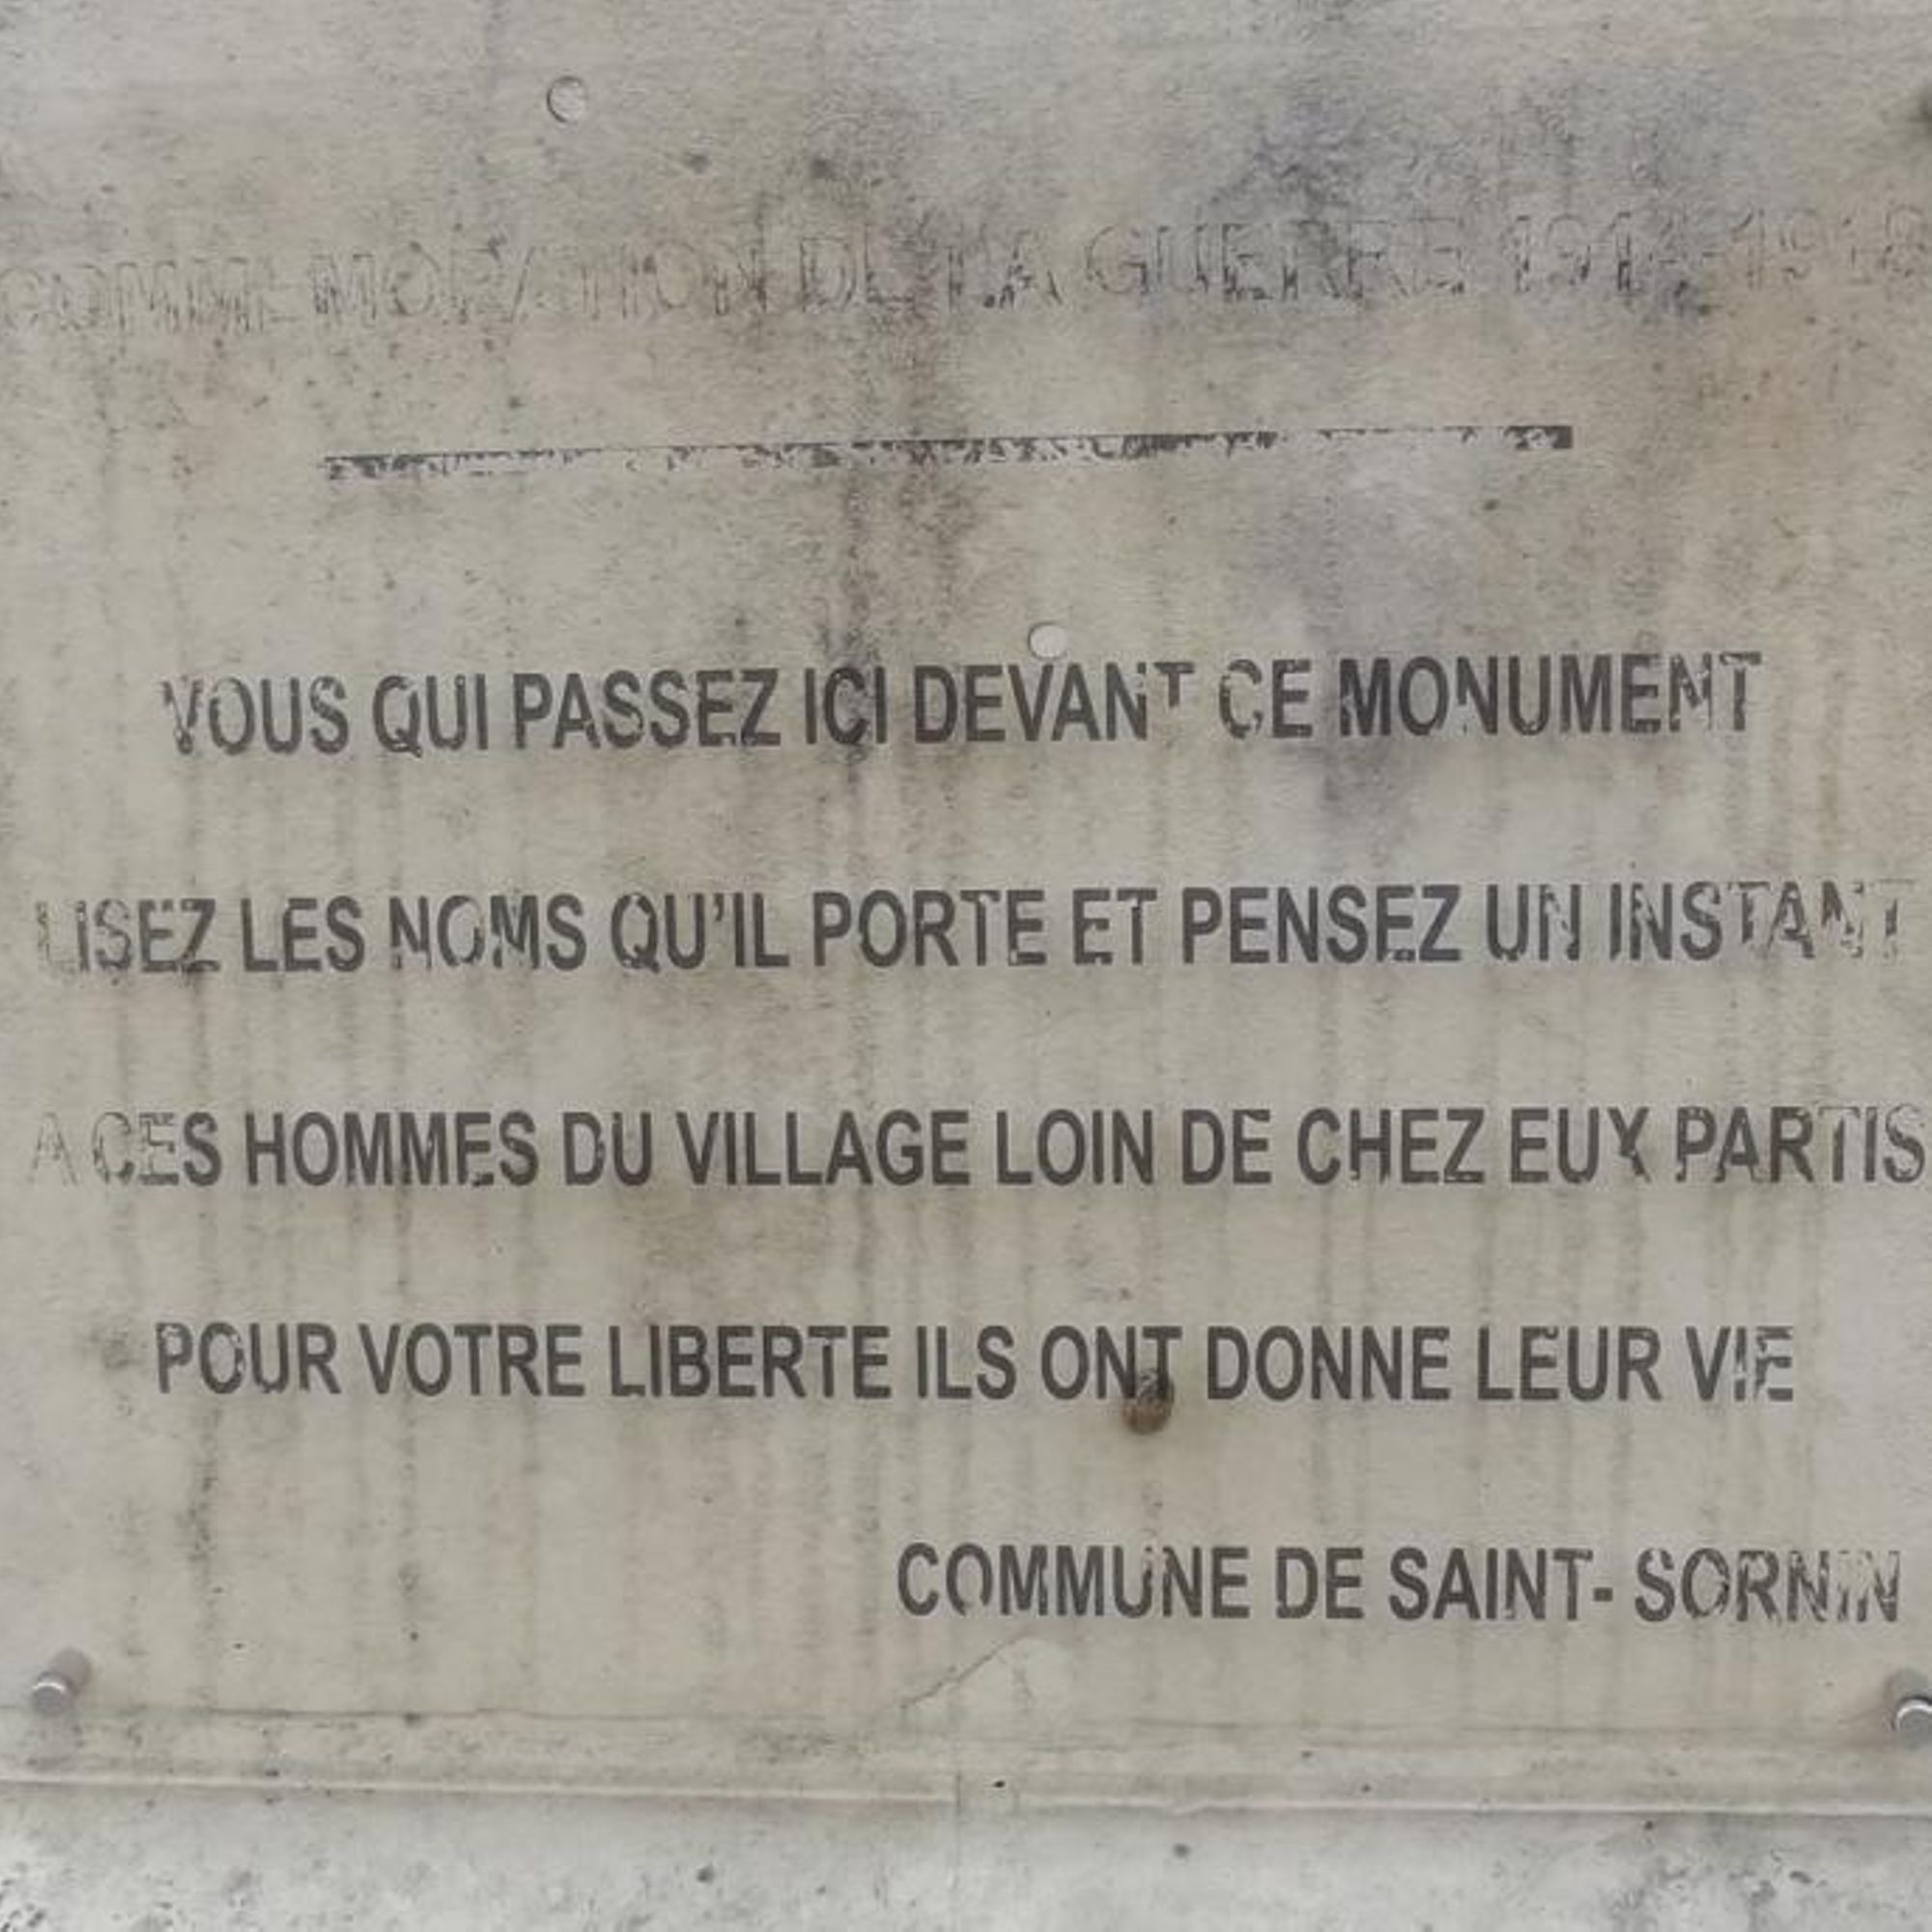 COMMEMORATION DE LA GUERRE 1914-1918
VOUS QUI PASSEZ ICI DEVANT CE MONUMENT
LISEZ LES NOMS QU'IL PORTE ET PENSEZ UN INSTANT
A CES HOMMES DU VILLAGE LOIN DE CHEZ EUX PARTIS
POUR VOTRE LIBERTE ILS ONT DONNE LEUR VIE
COMMUNE DE SAINT- SORNIN